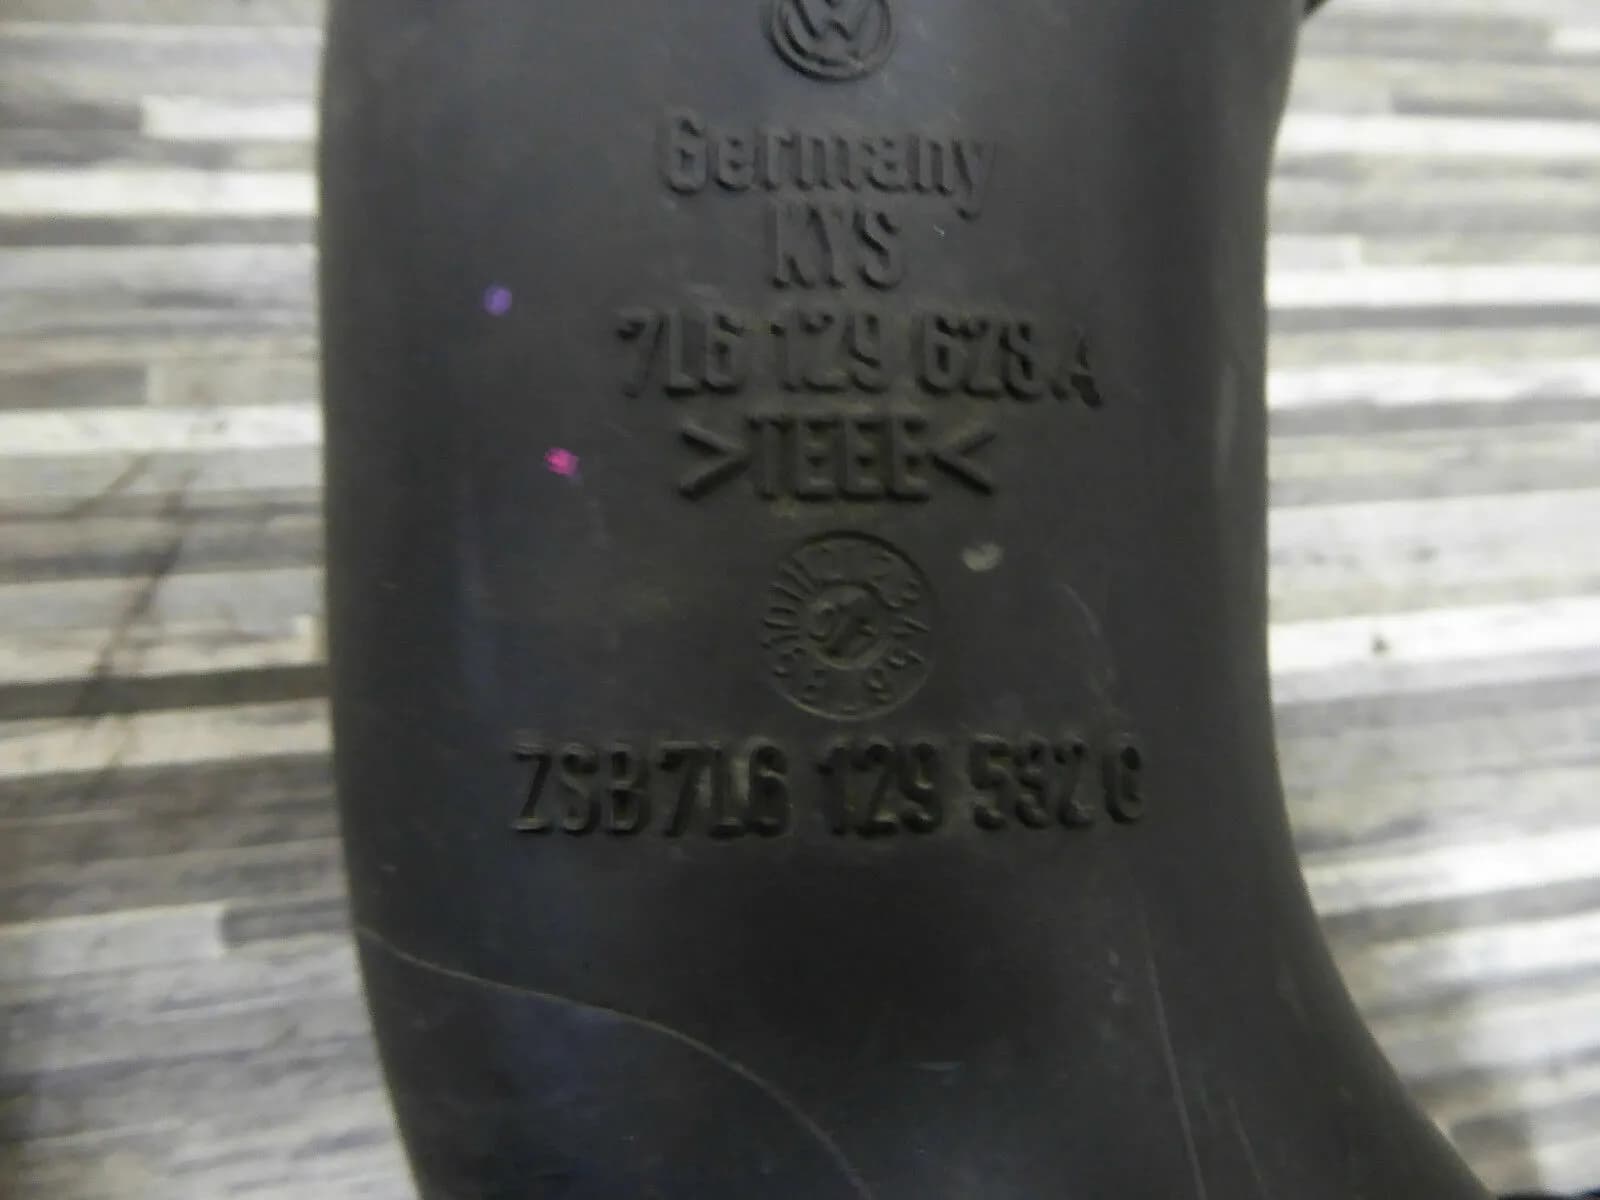 Germany
KYS
7L6 129 628 A
>TEEE<
ZSB 7L6 129 592 C